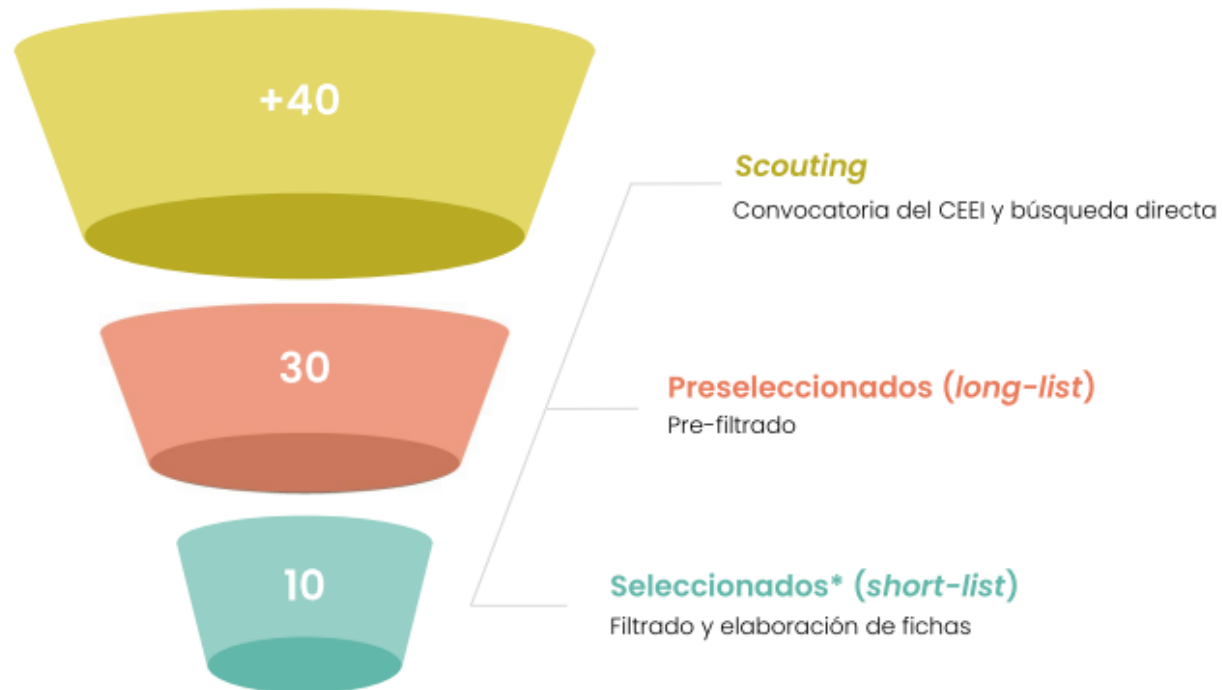 +40
Scouting
Convocatoria del CEEI y búsqueda directa
30
Preseleccionados (long-list)
Pre-filtrado
10
Seleccionados* (short-list)
Filtrado y elaboración de fichas